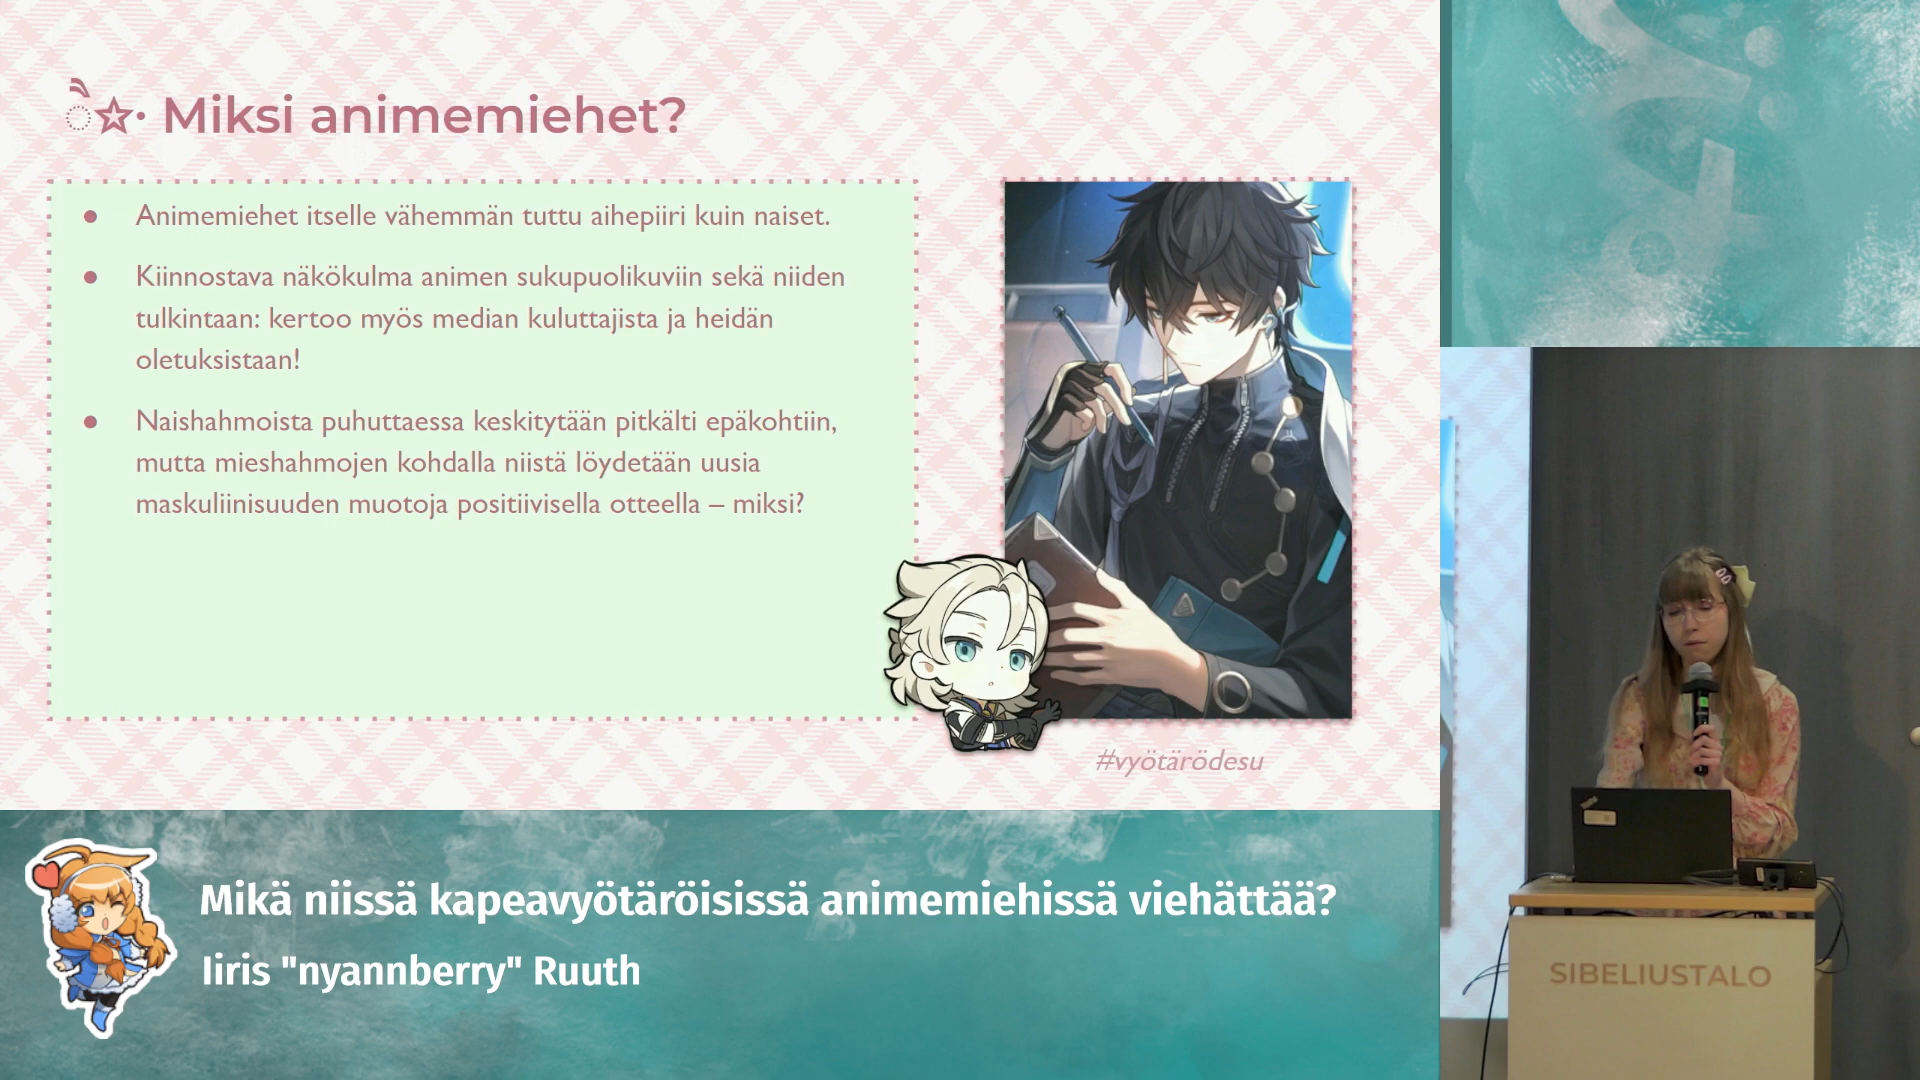 Miksi animemiehet?
● Animemiehet itselle vähemmän tuttu aihepiiri kuin naiset.
● Kiinnostava näkökulma animen sukupuolikuviin sekä niiden
tulkintaan: kertoo myös median kuluttajista ja heidän
oletuksistaan!
● Naishahmoista puhuttaessa keskitytään pitkälti epäkohtiin,
mutta mieshahmojen kohdalla niistä löydetään uusia
maskuliinisuuden muotoja positiivisella otteella – miksi?
#vyötärödesu
Mikä niissä kapeavyötäröisissä animemiehissä viehättää?
Iiris "nyannberry" Ruuth
SIBELIUSTALO